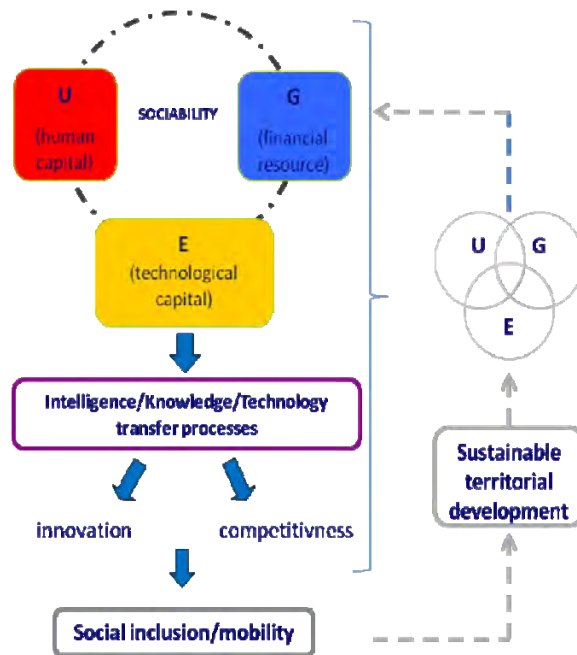 U
(human
capital)
SOCIABILITY
G
(financial
resource)
E
(technological
capital)
Intelligence/Knowledge/Technology
transfer processes
innovation
competitivness
Social inclusion/mobility
U
G
E
Sustainable
territorial
development